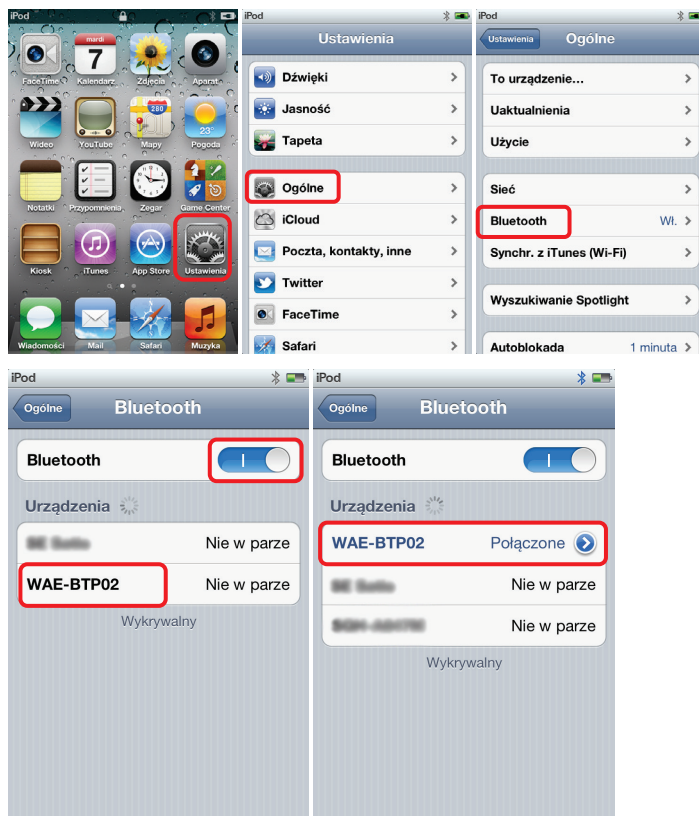 iPod
mardi
7
280
23°
FaceTime
Kalendarz
Zdjęcia
Aparat
Wideo
YouTube
Mapy
Pogoda
Notatki
Przypomnienia
Zegar
Game Center
Kiosk
iTunes
App Store
Ustawienia
Wiadomości
Mail
Safari
Muzyka
iPod
Ustawienia
Dźwięki
Jasność
Tapeta
Ogólne
iCloud
Poczta, kontakty, inne
Twitter
FaceTime
Safari
iPod
Ustawienia
Ogólne
To urządzenie...
Uaktualnienia
Użycie
Sieć
Bluetooth Wł.
Synchr. z iTunes (Wi-Fi)
Wyszukiwanie Spotlight
Autoblokada 1 minuta
iPod
Ogólne
Bluetooth
Bluetooth
Urządzenia
Nie w parze
WAE-BTP02 Nie w parze
Wykrywalny
iPod
Ogólne
Bluetooth
Bluetooth
Urządzenia
WAE-BTP02 Połączone
Nie w parze
Nie w parze
Wykrywalny